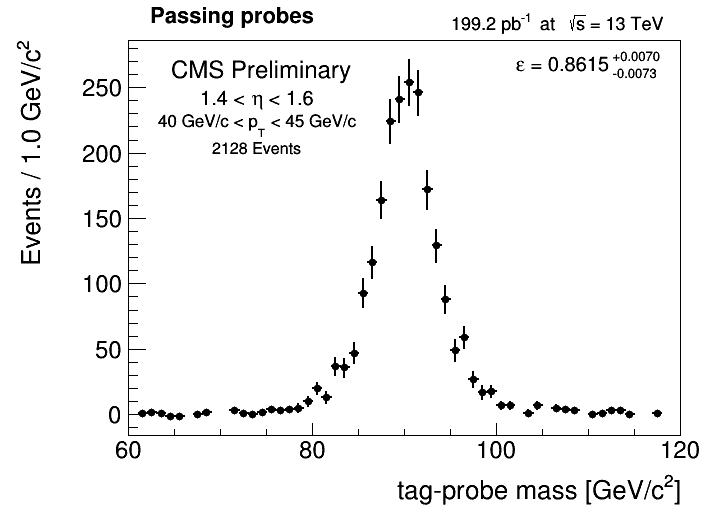 Passing probes
199.2 pb⁻¹ at √s = 13 TeV
CMS Preliminary
1.4 < η < 1.6
40 GeV/c < p_T < 45 GeV/c
2128 Events
ε = 0.8615 +0.0070 -0.0073
Events / 1.0 GeV/c²
250
200
150
100
50
0
60 80 100 120
tag-probe mass [GeV/c²]